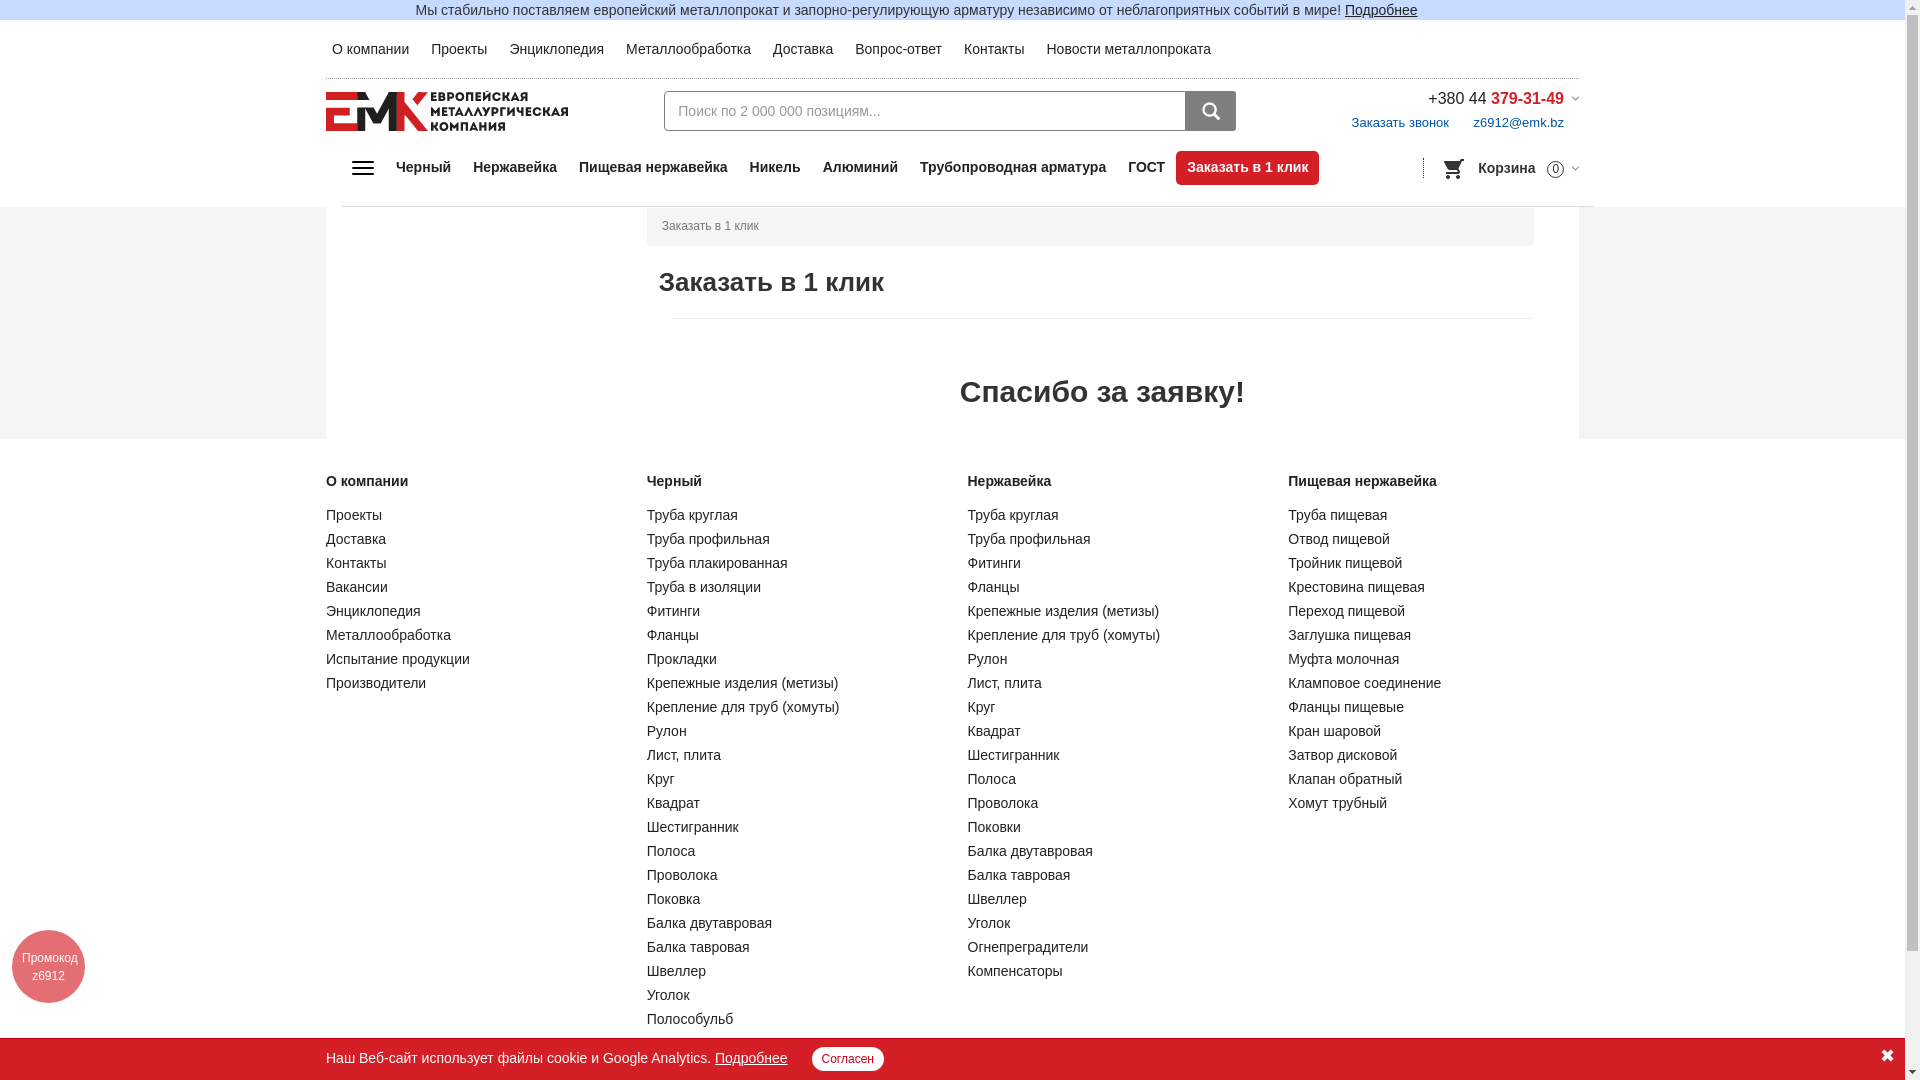 Мы стабильно поставляем европейский металлопрокат и запорно-регулирующую арматуру независимо от неблагоприятных событий в мире! Подробнее
О компании Проекты Энциклопедия Металлообработка Доставка Вопрос-ответ Контакты Новости металлопроката
ЕМК ЕВРОПЕЙСКАЯ
МЕТАЛЛУРГИЧЕСКАЯ
КОМПАНИЯ
Поиск по 2 000 000 позициям...
+380 44 379-31-49
Заказать звонок z6912@emk.bz
Черный Нержавейка Пищевая нержавейка Никель Алюминий Трубопроводная арматура ГОСТ Заказать в 1 клик
Корзина 0
Заказать в 1 клик
Заказать в 1 клик
Спасибо за заявку!
О компании
Проекты
Доставка
Контакты
Вакансии
Энциклопедия
Металлообработка
Испытание продукции
Производители
Черный
Труба круглая
Труба профильная
Труба плакированная
Труба в изоляции
Фитинги
Фланцы
Прокладки
Крепежные изделия (метизы)
Крепление для труб (хомуты)
Рулон
Лист, плита
Круг
Квадрат
Шестигранник
Полоса
Проволока
Поковка
Балка двутавровая
Балка тавровая
Швеллер
Уголок
Полособульб
Нержавейка
Труба круглая
Труба профильная
Фитинги
Фланцы
Крепежные изделия (метизы)
Крепление для труб (хомуты)
Рулон
Лист, плита
Круг
Квадрат
Шестигранник
Полоса
Проволока
Поковки
Балка двутавровая
Балка тавровая
Швеллер
Уголок
Огнепреградители
Компенсаторы
Пищевая нержавейка
Труба пищевая
Отвод пищевой
Тройник пищевой
Крестовина пищевая
Переход пищевой
Заглушка пищевая
Муфта молочная
Кламповое соединение
Фланцы пищевые
Кран шаровой
Затвор дисковой
Клапан обратный
Хомут трубный
Промокод
z6912
Наш Веб-сайт использует файлы cookie и Google Analytics. Подробнее Согласен